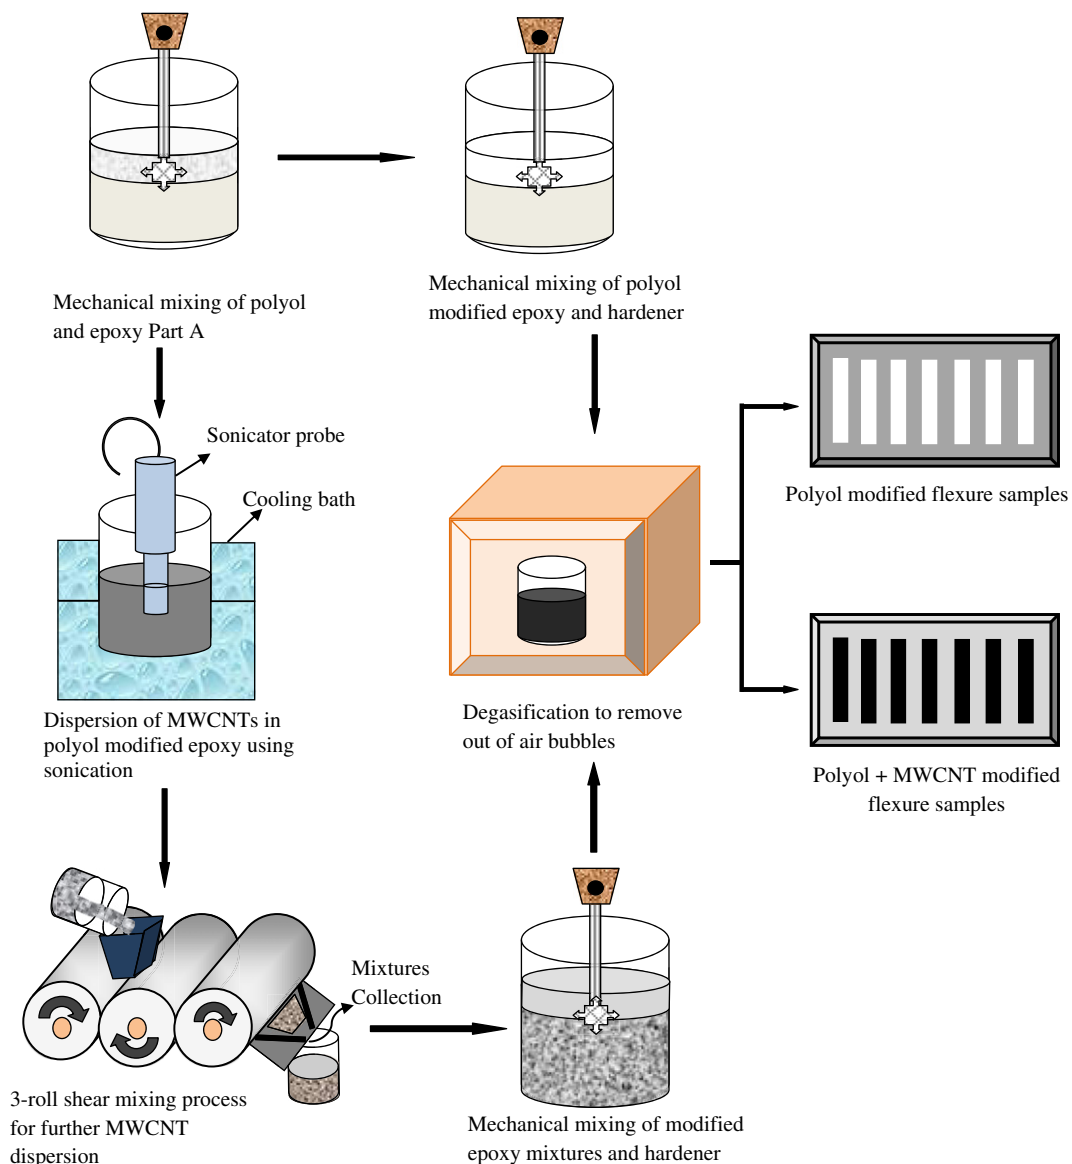 Mechanical mixing of polyol
and epoxy Part A
Mechanical mixing of polyol
modified epoxy and hardener
Sonicator probe
Cooling bath
Dispersion of MWCNTs in
polyol modified epoxy using
sonication
Degasification to remove
out of air bubbles
Polyol modified flexure samples
Polyol + MWCNT modified
flexure samples
Mixtures
Collection
3-roll shear mixing process
for further MWCNT
dispersion
Mechanical mixing of modified
epoxy mixtures and hardener